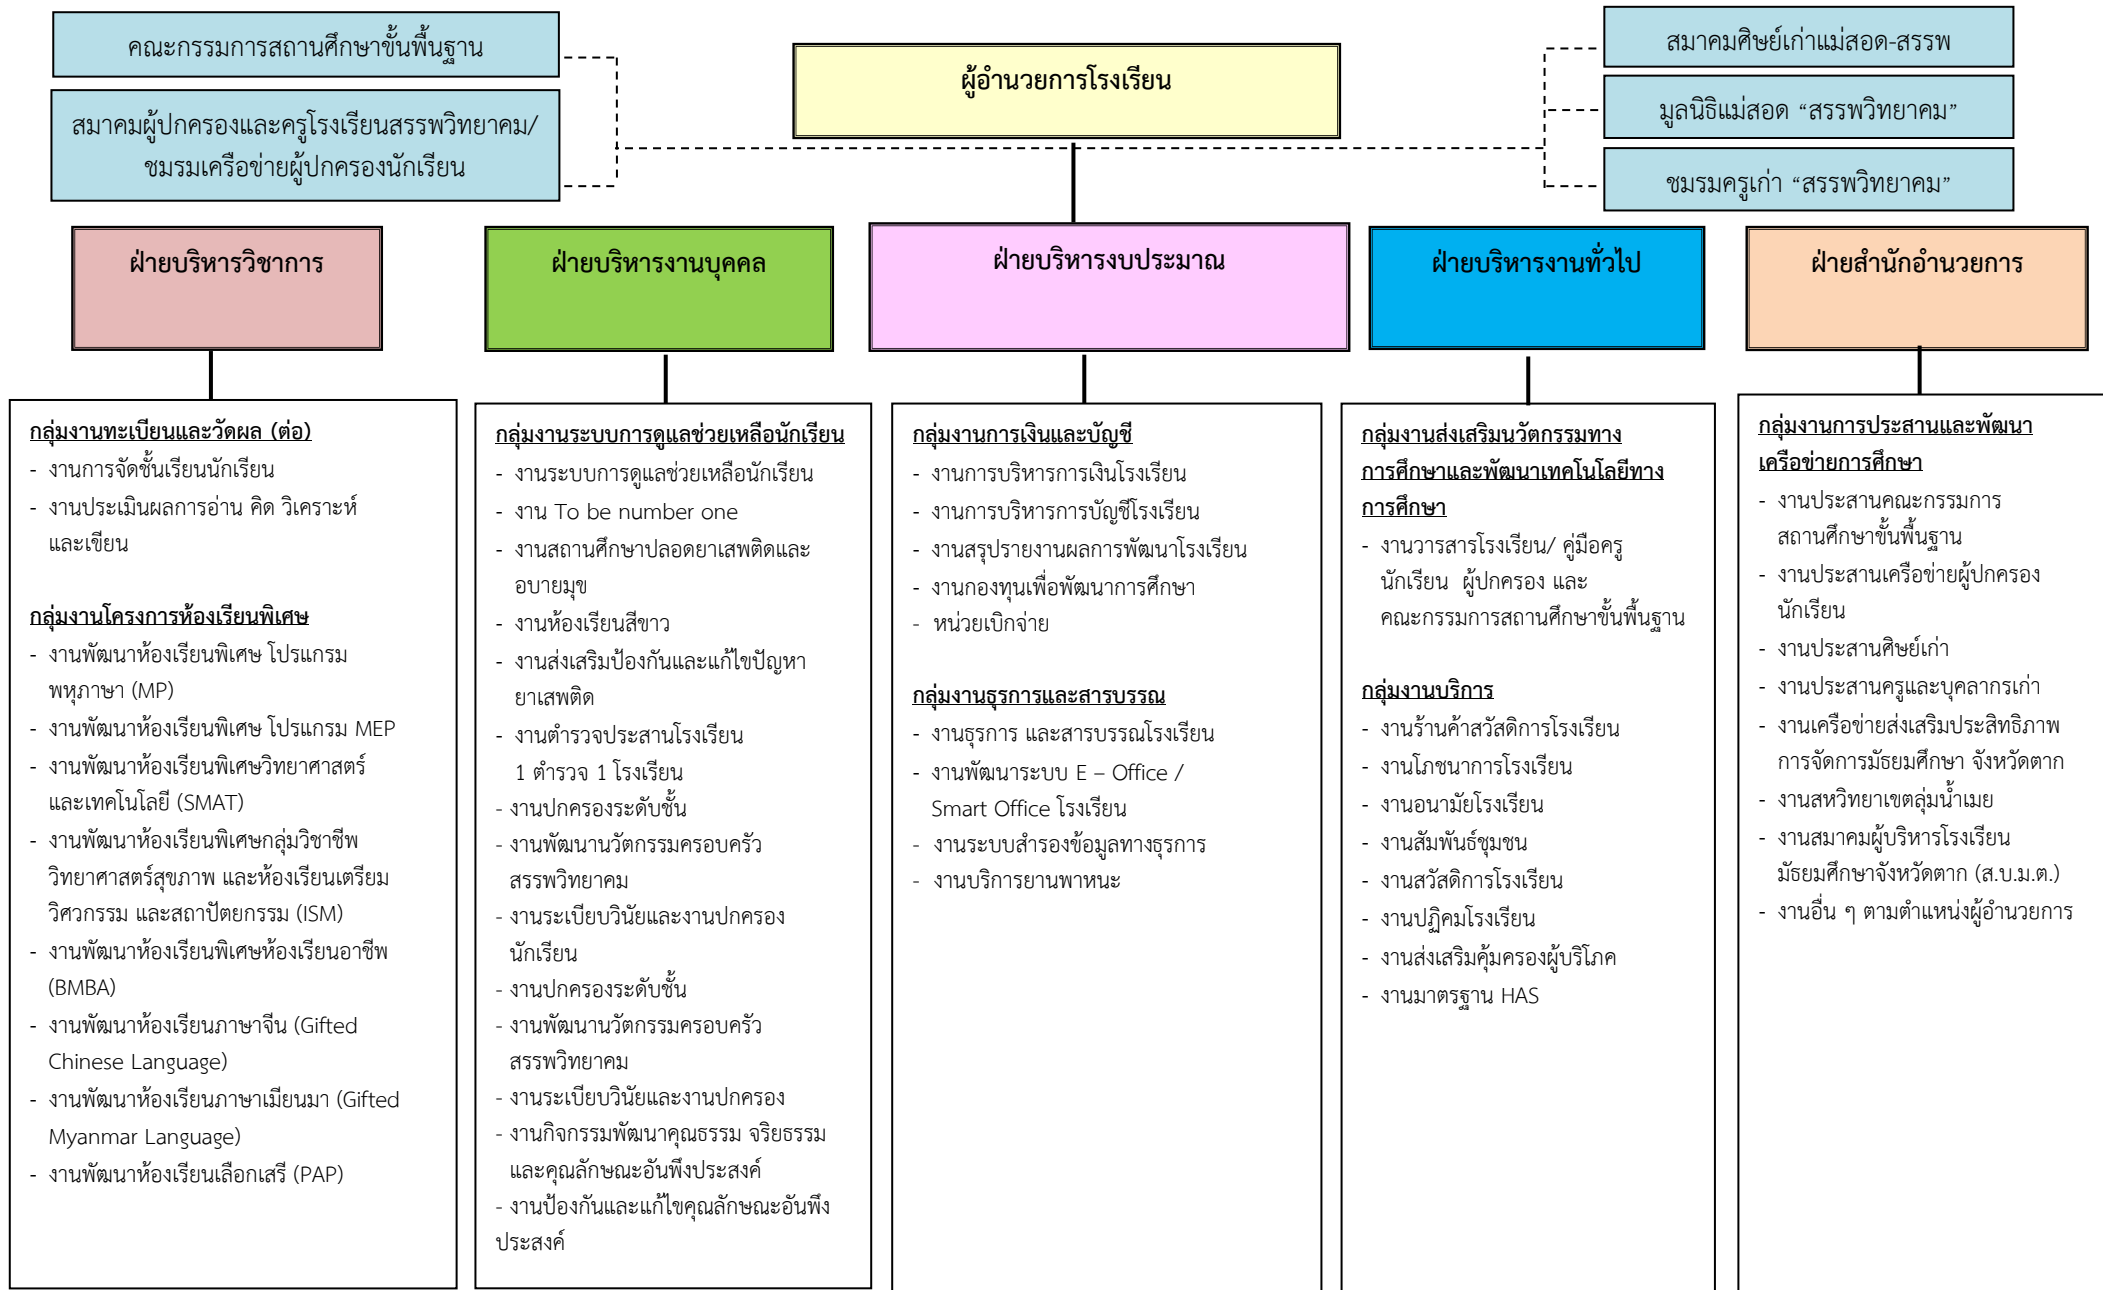 คณะกรรมการสถานศึกษาขั้นพื้นฐาน
สมาคมผู้ปกครองและครูโรงเรียนสรรพวิทยาคม/
ชมรมเครือข่ายผู้ปกครองนักเรียน
ผู้อำนวยการโรงเรียน
สมาคมศิษย์เก่าแม่สอด-สรรพ
มูลนิธิแม่สอด “สรรพวิทยาคม”
ชมรมครูเก่า “สรรพวิทยาคม”
ฝ่ายบริหารวิชาการ
ฝ่ายบริหารงานบุคคล
ฝ่ายบริหารงบประมาณ
ฝ่ายบริหารงานทั่วไป
ฝ่ายสำนักอำนวยการ
กลุ่มงานทะเบียนและวัดผล (ต่อ)
- งานการจัดชั้นเรียนนักเรียน
- งานประเมินผลการอ่าน คิด วิเคราะห์
และเขียน
กลุ่มงานโครงการห้องเรียนพิเศษ
- งานพัฒนาห้องเรียนพิเศษ โปรแกรม
พหุภาษา (MP)
- งานพัฒนาห้องเรียนพิเศษ โปรแกรม MEP
- งานพัฒนาห้องเรียนพิเศษวิทยาศาสตร์
และเทคโนโลยี (SMAT)
- งานพัฒนาห้องเรียนพิเศษกลุ่มวิชาชีพ
วิทยาศาสตร์สุขภาพ และห้องเรียนเตรียม
วิศวกรรม และสถาปัตยกรรม (ISM)
- งานพัฒนาห้องเรียนพิเศษห้องเรียนอาชีพ
(BMBA)
- งานพัฒนาห้องเรียนภาษาจีน (Gifted
Chinese Language)
- งานพัฒนาห้องเรียนภาษาเมียนมา (Gifted
Myanmar Language)
- งานพัฒนาห้องเรียนเลือกเสรี (PAP)
กลุ่มงานระบบการดูแลช่วยเหลือนักเรียน
- งานระบบการดูแลช่วยเหลือนักเรียน
- งาน To be number one
- งานสถานศึกษาปลอดยาเสพติดและ
อบายมุข
- งานห้องเรียนสีขาว
- งานส่งเสริมป้องกันและแก้ไขปัญหา
ยาเสพติด
- งานตำรวจประสานโรงเรียน
1 ตำรวจ 1 โรงเรียน
- งานปกครองระดับชั้น
- งานพัฒนานวัตกรรมครอบครัว
สรรพวิทยาคม
- งานระเบียบวินัยและงานปกครอง
นักเรียน
- งานปกครองระดับชั้น
- งานพัฒนานวัตกรรมครอบครัว
สรรพวิทยาคม
- งานระเบียบวินัยและงานปกครอง
- งานกิจกรรมพัฒนาคุณธรรม จริยธรรม
และคุณลักษณะอันพึงประสงค์
- งานป้องกันและแก้ไขคุณลักษณะอันพึง
ประสงค์
กลุ่มงานการเงินและบัญชี
- งานการบริหารการเงินโรงเรียน
- งานการบริหารการบัญชีโรงเรียน
- งานสรุปรายงานผลการพัฒนาโรงเรียน
- งานกองทุนเพื่อพัฒนาการศึกษา
- หน่วยเบิกจ่าย
กลุ่มงานธุรการและสารบรรณ
- งานธุรการ และสารบรรณโรงเรียน
- งานพัฒนาระบบ E – Office /
Smart Office โรงเรียน
- งานระบบสำรองข้อมูลทางธุรการ
- งานบริการยานพาหนะ
กลุ่มงานส่งเสริมนวัตกรรมทาง
การศึกษาและพัฒนาเทคโนโลยีทาง
การศึกษา
- งานวารสารโรงเรียน/ คู่มือครู
นักเรียน ผู้ปกครอง และ
คณะกรรมการสถานศึกษาขั้นพื้นฐาน
กลุ่มงานบริการ
- งานร้านค้าสวัสดิการโรงเรียน
- งานโภชนาการโรงเรียน
- งานอนามัยโรงเรียน
- งานสัมพันธ์ชุมชน
- งานสวัสดิการโรงเรียน
- งานปฏิคมโรงเรียน
- งานส่งเสริมคุ้มครองผู้บริโภค
- งานมาตรฐาน HAS
กลุ่มงานการประสานและพัฒนา
เครือข่ายการศึกษา
- งานประสานคณะกรรมการ
สถานศึกษาขั้นพื้นฐาน
- งานประสานเครือข่ายผู้ปกครอง
นักเรียน
- งานประสานศิษย์เก่า
- งานประสานครูและบุคลากรเก่า
- งานเครือข่ายส่งเสริมประสิทธิภาพ
การจัดการมัธยมศึกษา จังหวัดตาก
- งานสหวิทยาเขตลุ่มน้ำเมย
- งานสมาคมผู้บริหารโรงเรียน
มัธยมศึกษาจังหวัดตาก (ส.บ.ม.ต.)
- งานอื่น ๆ ตามตำแหน่งผู้อำนวยการ